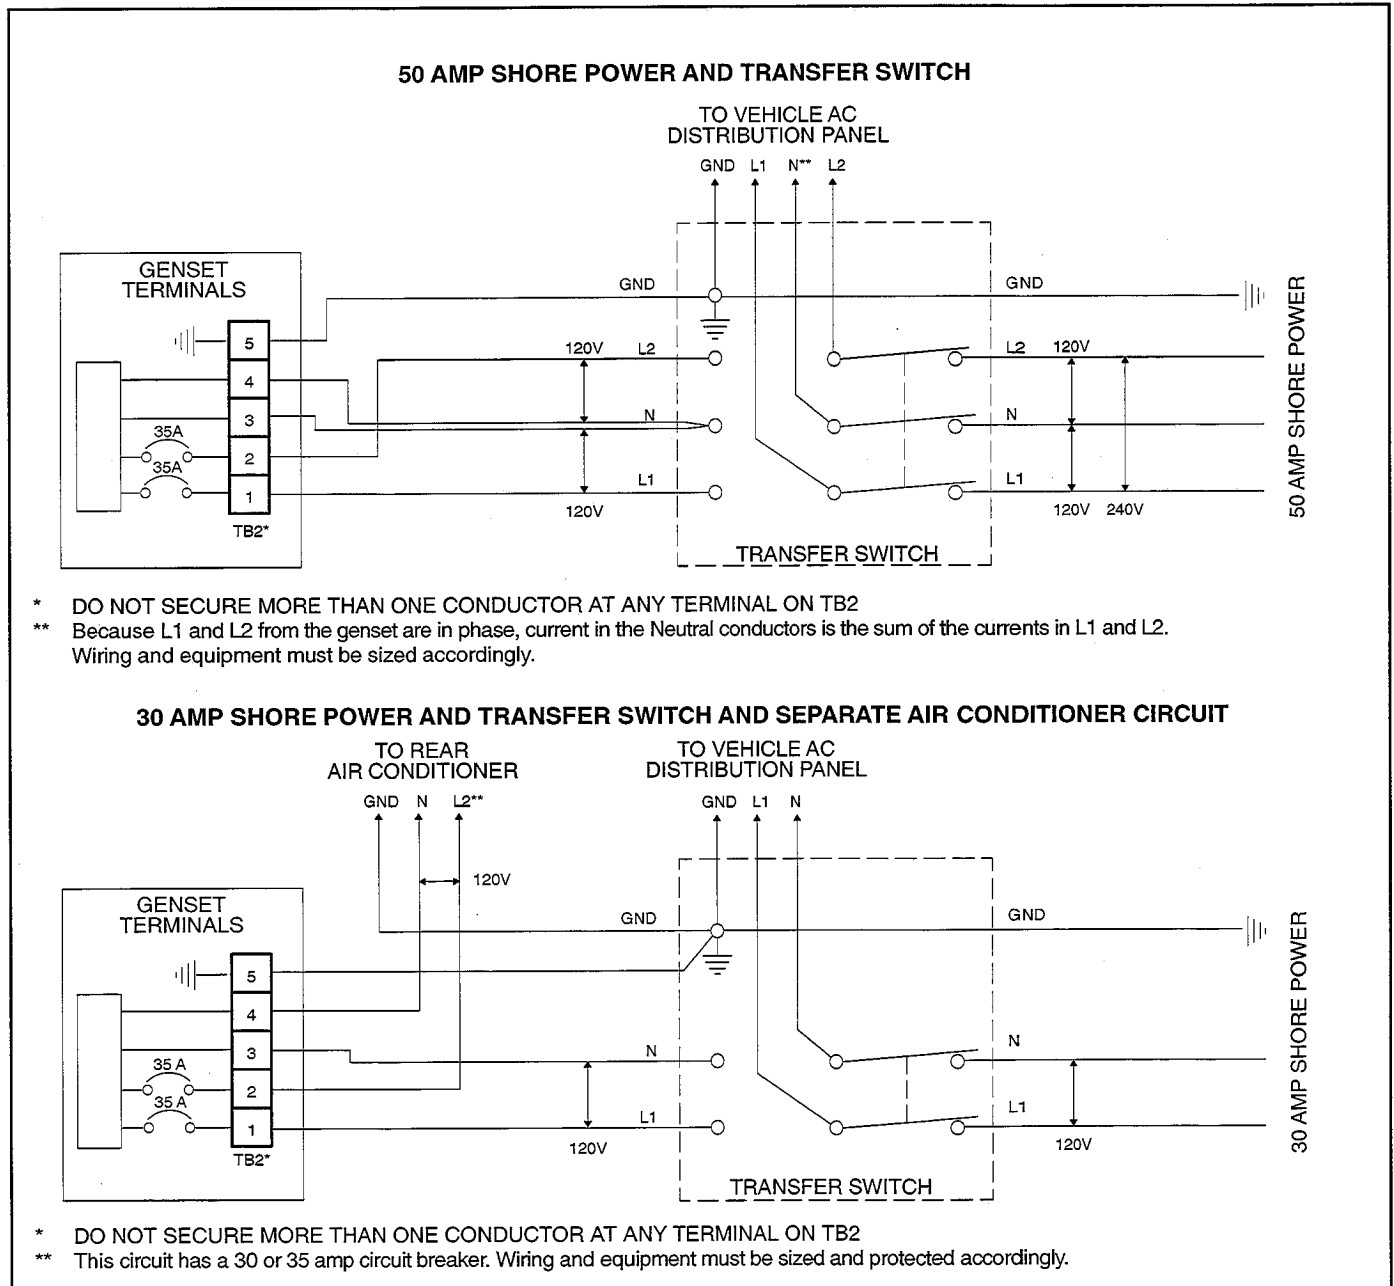 50 AMP SHORE POWER AND TRANSFER SWITCH
TO VEHICLE AC
DISTRIBUTION PANEL
GND L1 N** L2
GENSET
TERMINALS
GND
GND
5
4
3
2
1
35A
35A
TB2*
120V
L2
N
L1
120V
L2
120V
N
L1
120V 240V
TRANSFER SWITCH
50 AMP SHORE POWER
* DO NOT SECURE MORE THAN ONE CONDUCTOR AT ANY TERMINAL ON TB2
** Because L1 and L2 from the genset are in phase, current in the Neutral conductors is the sum of the currents in L1 and L2.
Wiring and equipment must be sized accordingly.
30 AMP SHORE POWER AND TRANSFER SWITCH AND SEPARATE AIR CONDITIONER CIRCUIT
TO REAR
AIR CONDITIONER
GND N L2**
TO VEHICLE AC
DISTRIBUTION PANEL
GND L1 N
120V
GENSET
TERMINALS
GND
GND
5
4
3
2
1
35 A
35 A
TB2*
N
L1
120V
N
L1
120V
TRANSFER SWITCH
30 AMP SHORE POWER
* DO NOT SECURE MORE THAN ONE CONDUCTOR AT ANY TERMINAL ON TB2
** This circuit has a 30 or 35 amp circuit breaker. Wiring and equipment must be sized and protected accordingly.